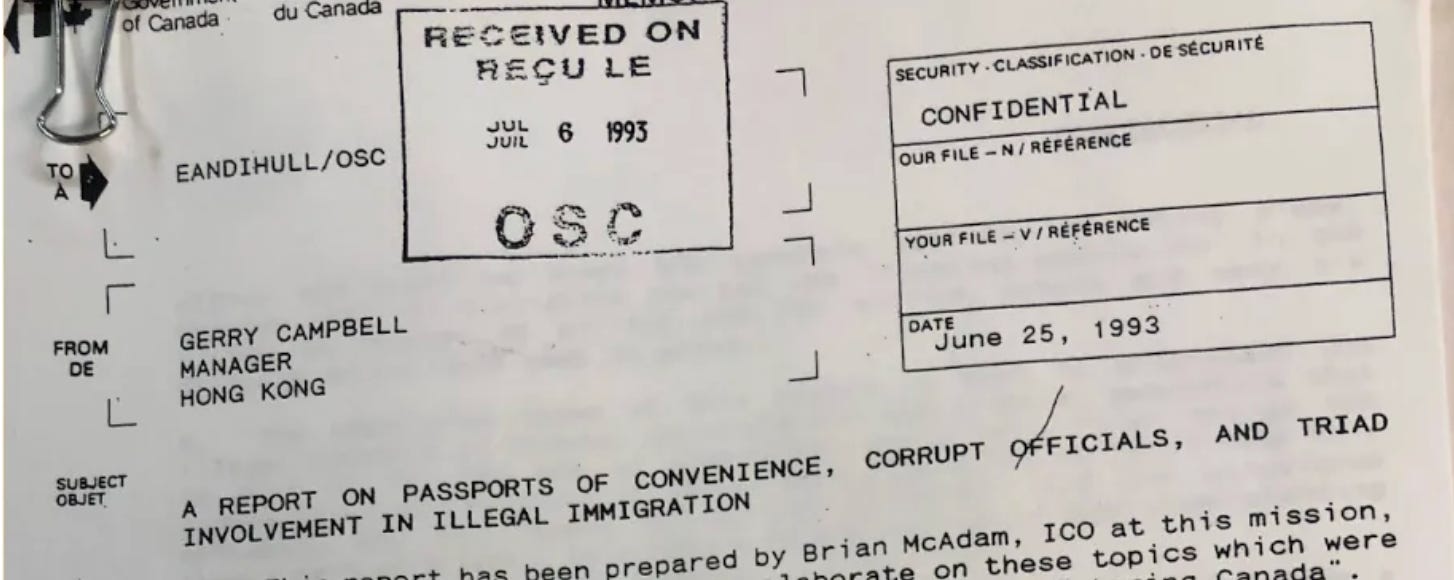 of Canada du Canada
RECEIVED ON
REÇU LE
JUL
JUIL 6 1993
OSC
SECURITY · CLASSIFICATION · DE SÉCURITÉ
CONFIDENTIAL
OUR FILE – N / RÉFÉRENCE
YOUR FILE – V / RÉFÉRENCE
DATE
June 25, 1993
TO
À
EANDIHULL/OSC
FROM
DE
GERRY CAMPBELL
MANAGER
HONG KONG
SUBJECT
OBJET
A REPORT ON PASSPORTS OF CONVENIENCE, CORRUPT OFFICIALS, AND TRIAD
INVOLVEMENT IN ILLEGAL IMMIGRATION
This report has been prepared by Brian McAdam, ICO at this mission,
on these topics which were
Canada".